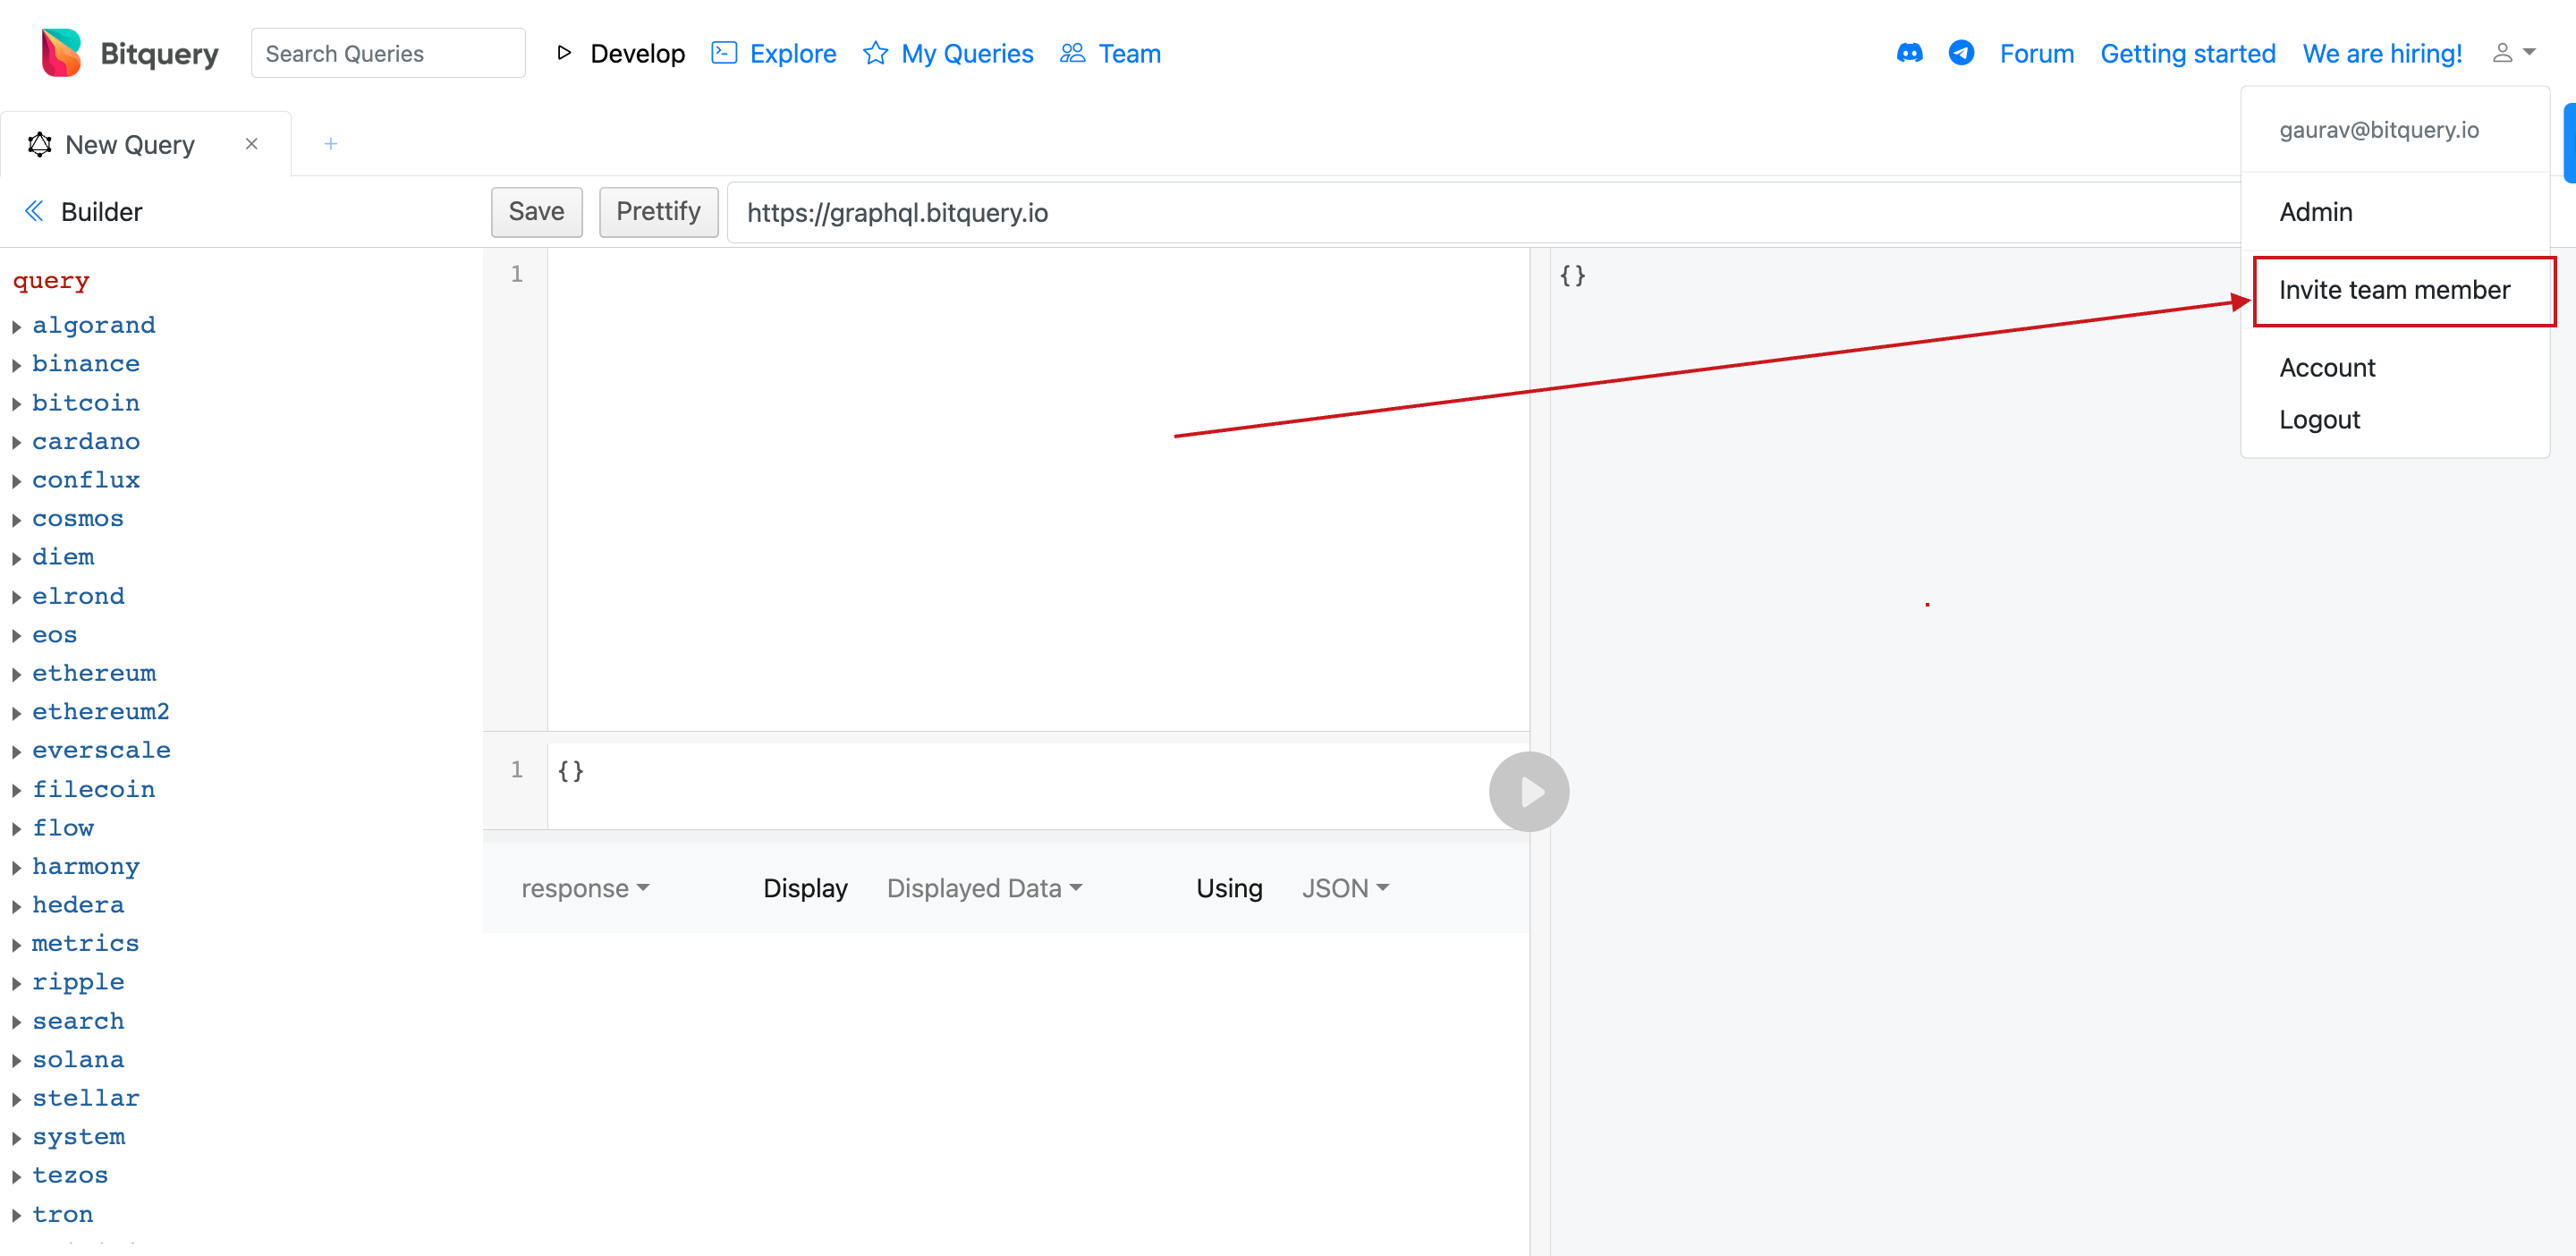 Bitquery
Search Queries
Develop
Explore
My Queries
Team
Forum
Getting started
We are hiring!
New Query
gaurav@bitquery.io
Admin
Invite team member
Account
Logout
Builder
Save
Prettify
https://graphql.bitquery.io
query
algorand
binance
bitcoin
cardano
conflux
cosmos
diem
elrond
eos
ethereum
ethereum2
everscale
filecoin
flow
harmony
hedera
metrics
ripple
search
solana
stellar
system
tezos
tron
1
{}
1
{}
response
Display
Displayed Data
Using
JSON